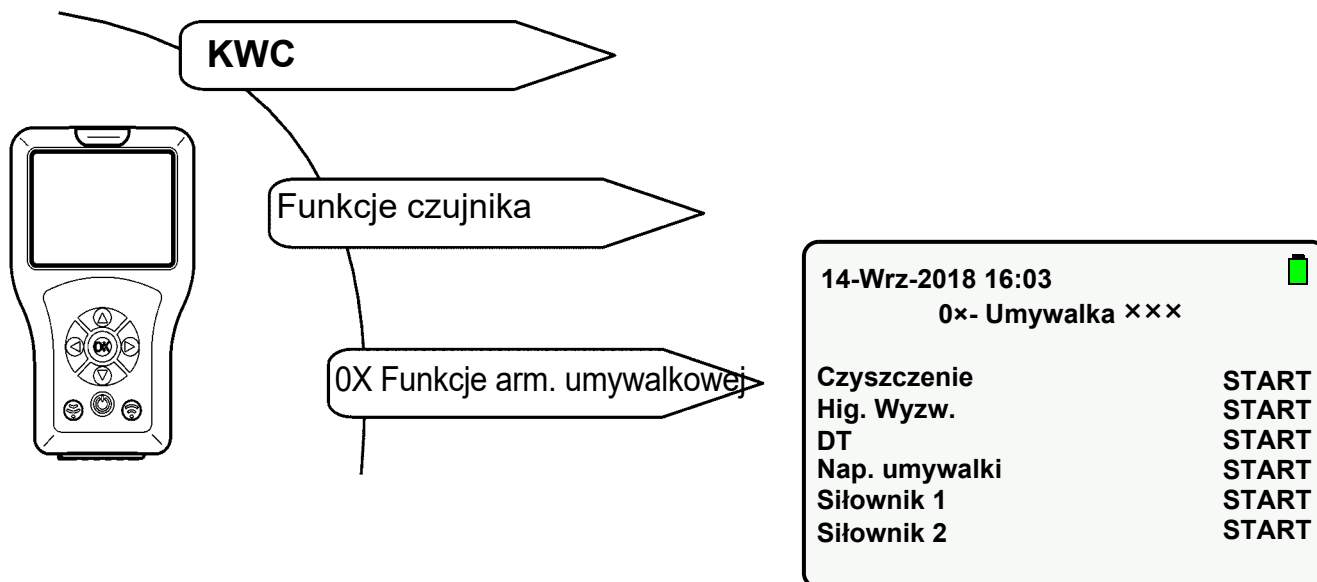 KWC
Funkcje czujnika
0X Funkcje arm. umywalkowej
OK
14-Wrz-2018 16:03
0×- Umywalka ×××
Czyszczenie START
Hig. Wyzw. START
DT START
Nap. umywalki START
Siłownik 1 START
Siłownik 2 START